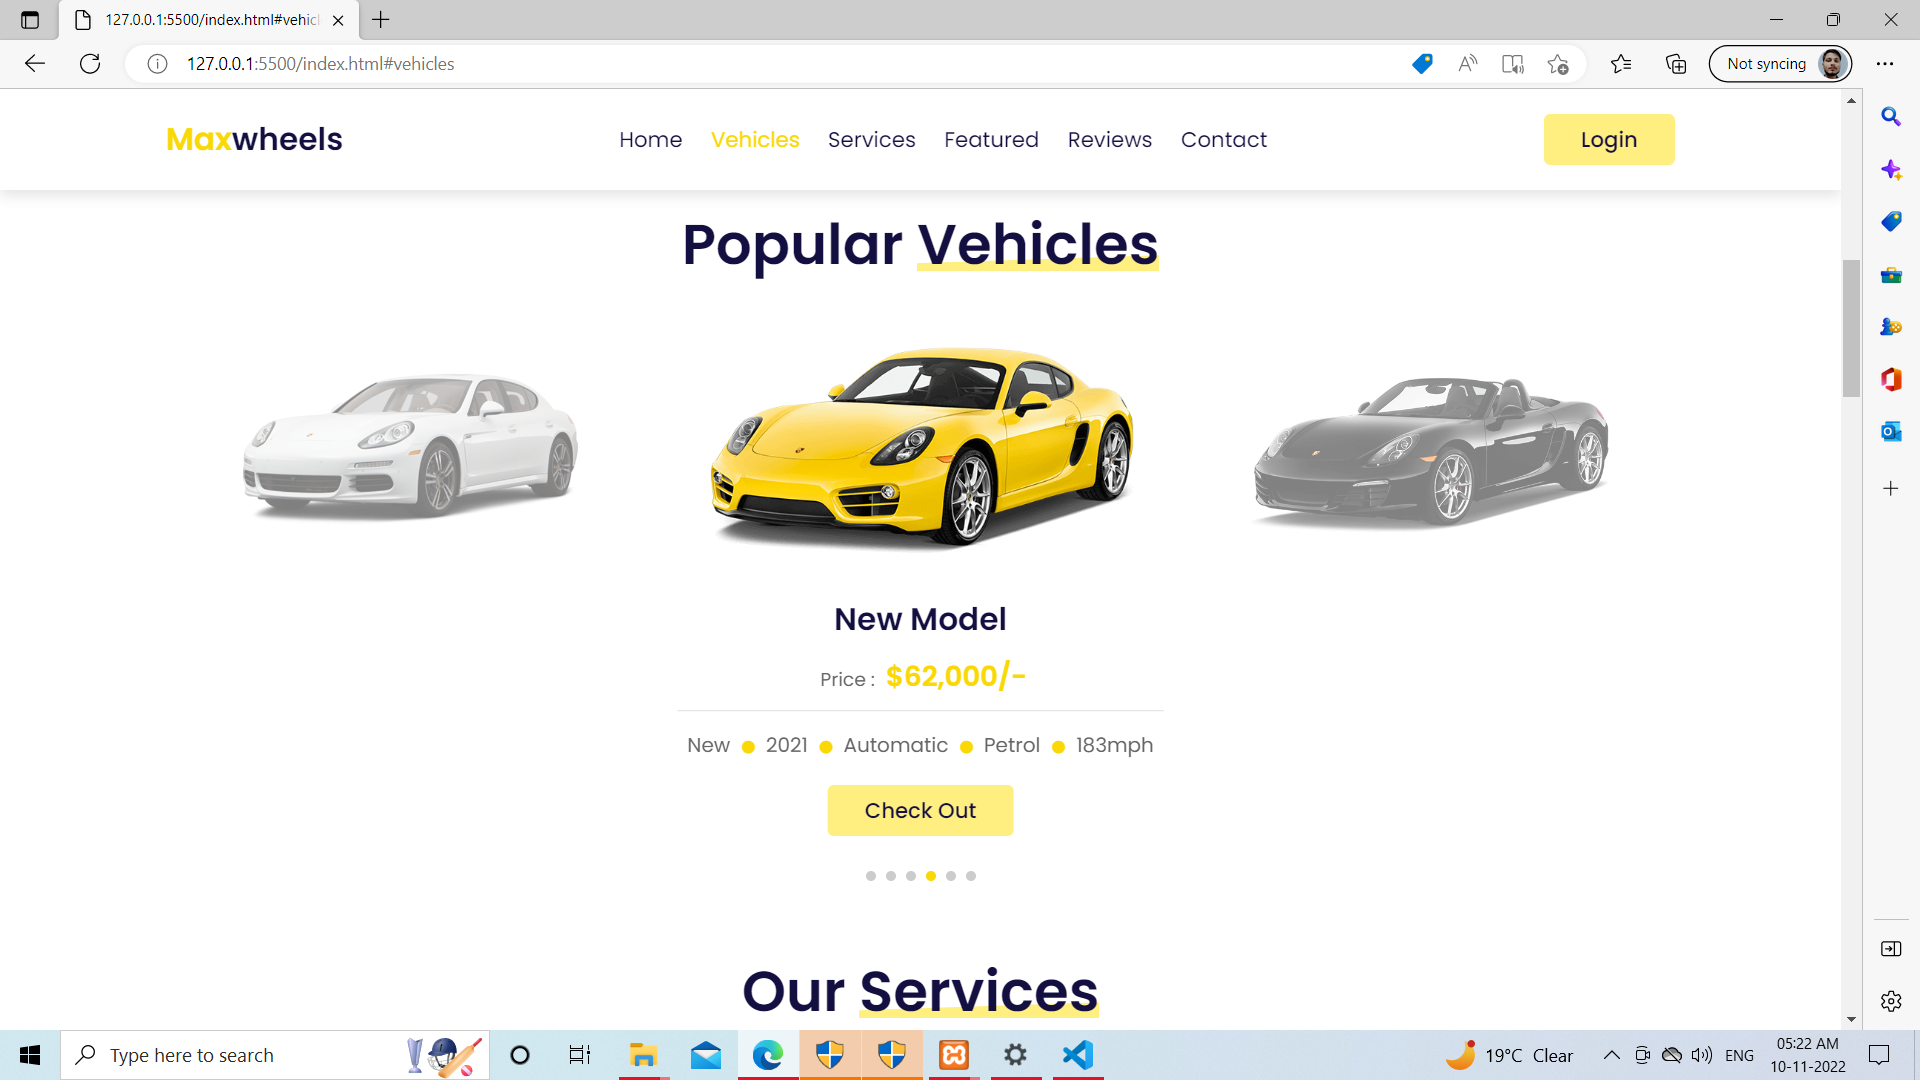 127.0.0.1:5500/index.html#vehicl
127.0.0.1:5500/index.html#vehicles
Not syncing
Maxwheels
Home Vehicles Services Featured Reviews Contact
Login
Popular Vehicles
New Model
Price : $62,000/-
New 2021 Automatic Petrol 183mph
Check Out
Our Services
Type here to search
19°C Clear
ENG
05:22 AM
10-11-2022